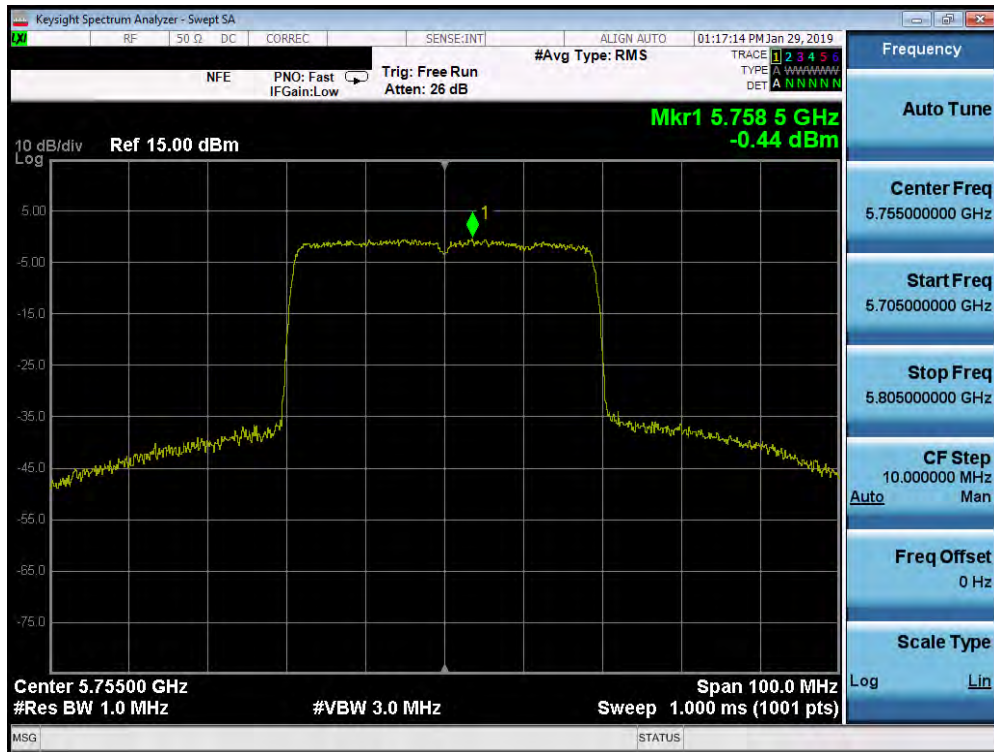 Keysight Spectrum Analyzer - Swept SA
LXI RF 50 Ω DC CORREC SENSE:INT ALIGN AUTO 01:17:14 PM Jan 29, 2019
#Avg Type: RMS
TRACE 1 2 3 4 5 6
TYPE A WWWWW
DET A N N N N N
NFE PNO: Fast Trig: Free Run
IFGain:Low Atten: 26 dB
Mkr1 5.758 5 GHz
-0.44 dBm
10 dB/div Ref 15.00 dBm
Log
5.00
1
-5.00
-15.0
-25.0
-35.0
-45.0
-55.0
-65.0
-75.0
Center 5.75500 GHz Span 100.0 MHz
#Res BW 1.0 MHz #VBW 3.0 MHz Sweep 1.000 ms (1001 pts)
MSG STATUS
Frequency
Auto Tune
Center Freq
5.755000000 GHz
Start Freq
5.705000000 GHz
Stop Freq
5.805000000 GHz
CF Step
10.000000 MHz
Auto Man
Freq Offset
0 Hz
Scale Type
Log Lin